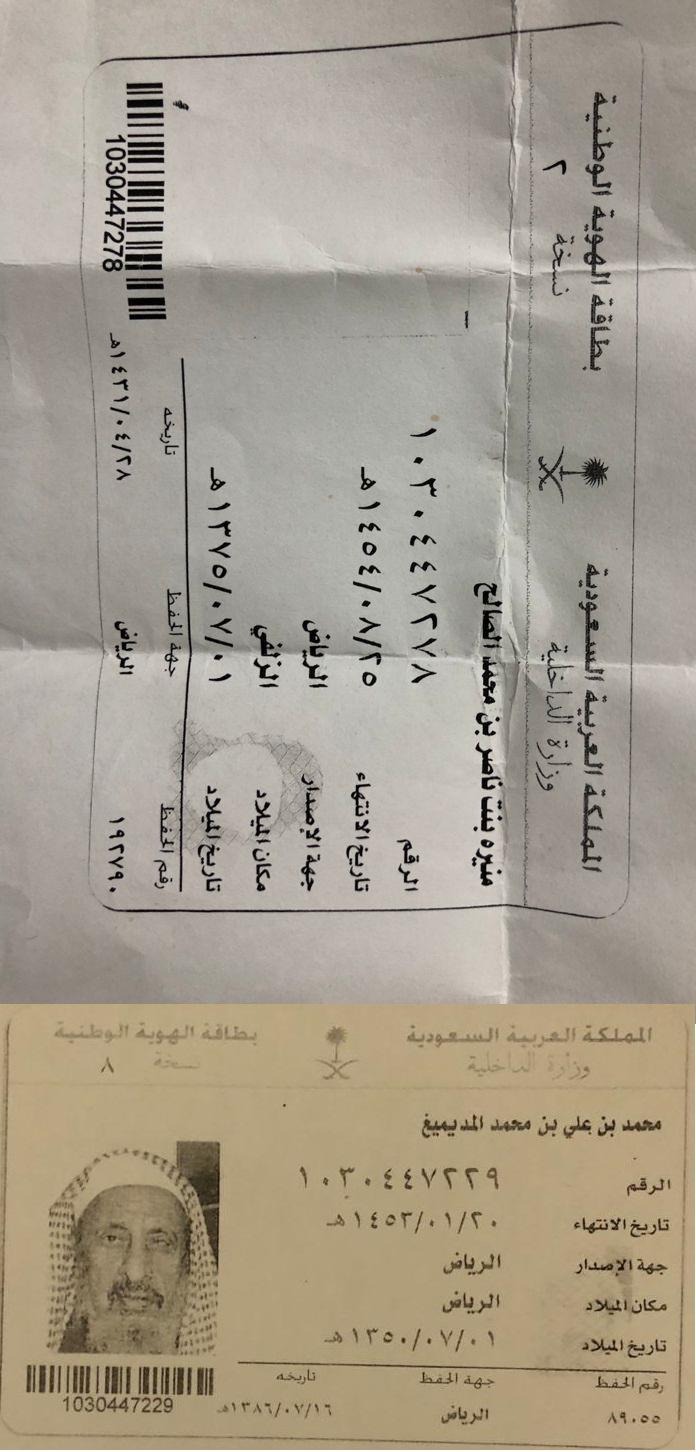 المملكة العربية السعودية
بطاقة الهوية الوطنية
وزارة الداخلية
نسخة ٢
منيره بنت ناصر بن محمد الصالح
الرقم ١٠٣٠٤٤٧٢٧٨
تاريخ الانتهاء ١٤٥٤/٠٨/٢٥هـ
جهة الإصدار الرياض
مكان الميلاد الزلفي
تاريخ الميلاد ١٣٧٥/٠٧/٠١هـ
رقم الحفظ جهة الحفظ تاريخه
١٩٢٧٩٠ الرياض ١٤٣١/٠٤/٢٨هـ
1030447278
المملكة العربية السعودية
بطاقة الهوية الوطنية
وزارة الداخلية
نسخة ٨
محمد بن علي بن محمد المديميغ
الرقم ١٠٣٠٤٤٧٢٢٩
تاريخ الانتهاء ١٤٥٣/٠١/٢٠هـ
جهة الإصدار الرياض
مكان الميلاد الرياض
تاريخ الميلاد ١٣٥٠/٠٧/٠١هـ
رقم الحفظ جهة الحفظ تاريخه
٨٩٠٥٥ الرياض ١٣٨٦/٠٧/١٦هـ
1030447229